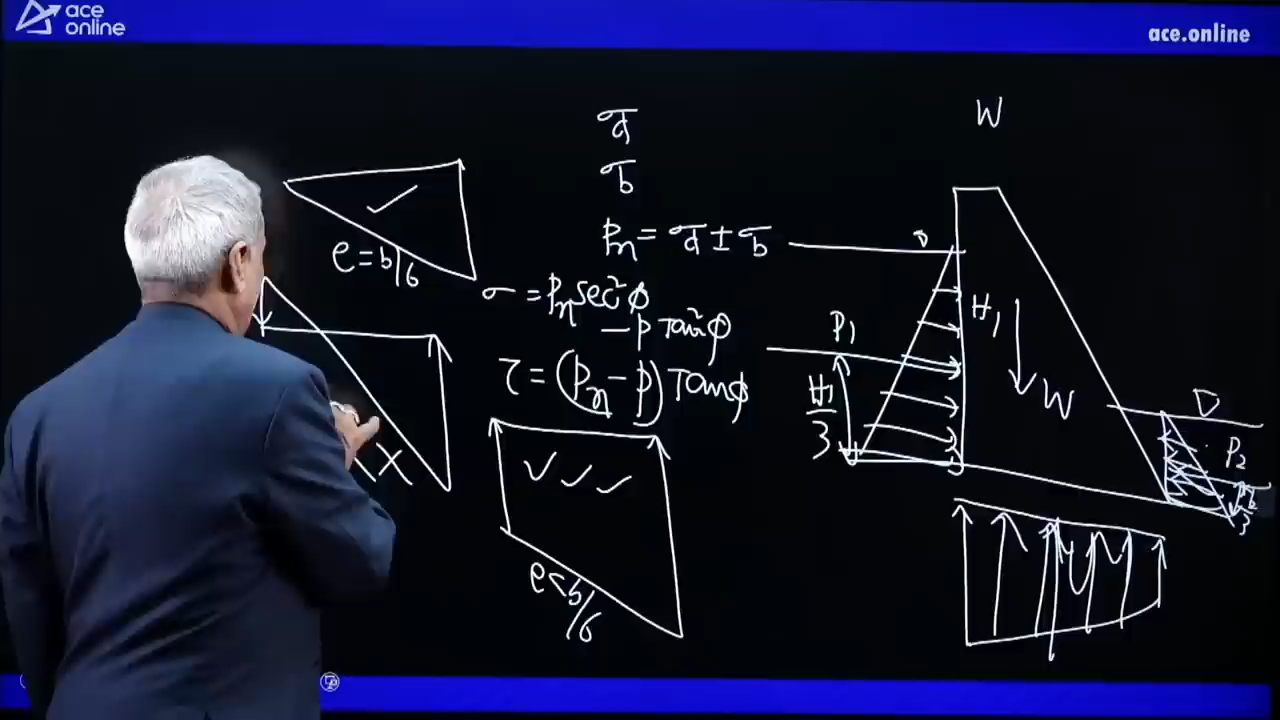 ace
online
ace.online
σd
σb
Pn = σd ± σb
σ = Pn sec²φ
– p Tan²φ
τ = (Pn – p) Tanφ
e = b/6
✓
X X
✓ ✓ ✓
e < b/6
W
H1
W
P1
H1/3
D
P2
U